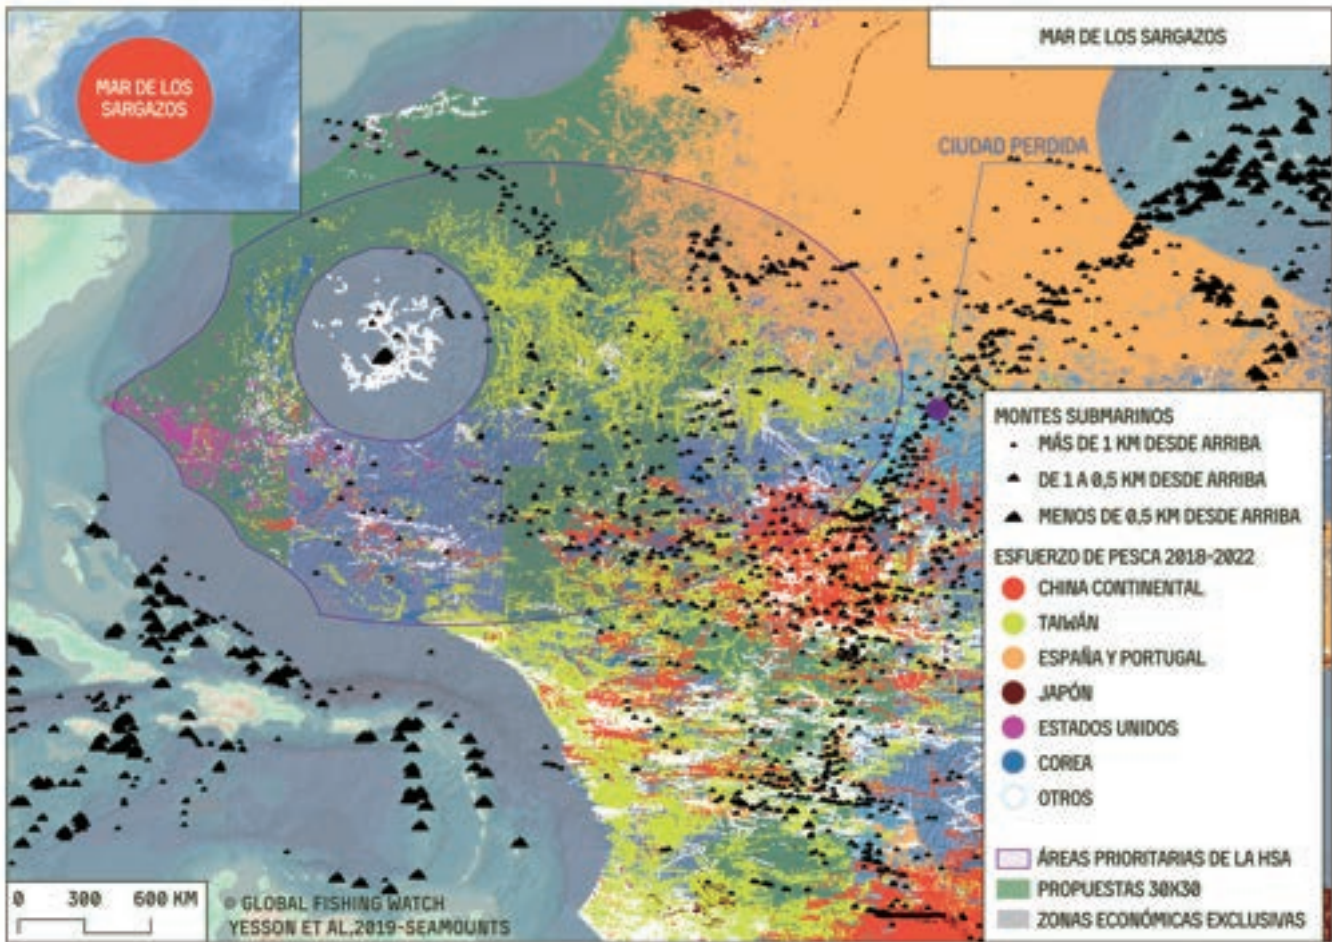 MAR DE LOS
SARGAZOS
MAR DE LOS SARGAZOS
CIUDAD PERDIDA
MONTES SUBMARINOS
MÁS DE 1 KM DESDE ARRIBA
DE 1 A 0,5 KM DESDE ARRIBA
MENOS DE 0,5 KM DESDE ARRIBA
ESFUERZO DE PESCA 2018-2022
CHINA CONTINENTAL
TAIWÁN
ESPAÑA Y PORTUGAL
JAPÓN
ESTADOS UNIDOS
COREA
OTROS
ÁREAS PRIORITARIAS DE LA HSA
PROPUESTAS 30X30
ZONAS ECONÓMICAS EXCLUSIVAS
0 300 600 KM
© GLOBAL FISHING WATCH
YESSON ET AL,2019-SEAMOUNTS